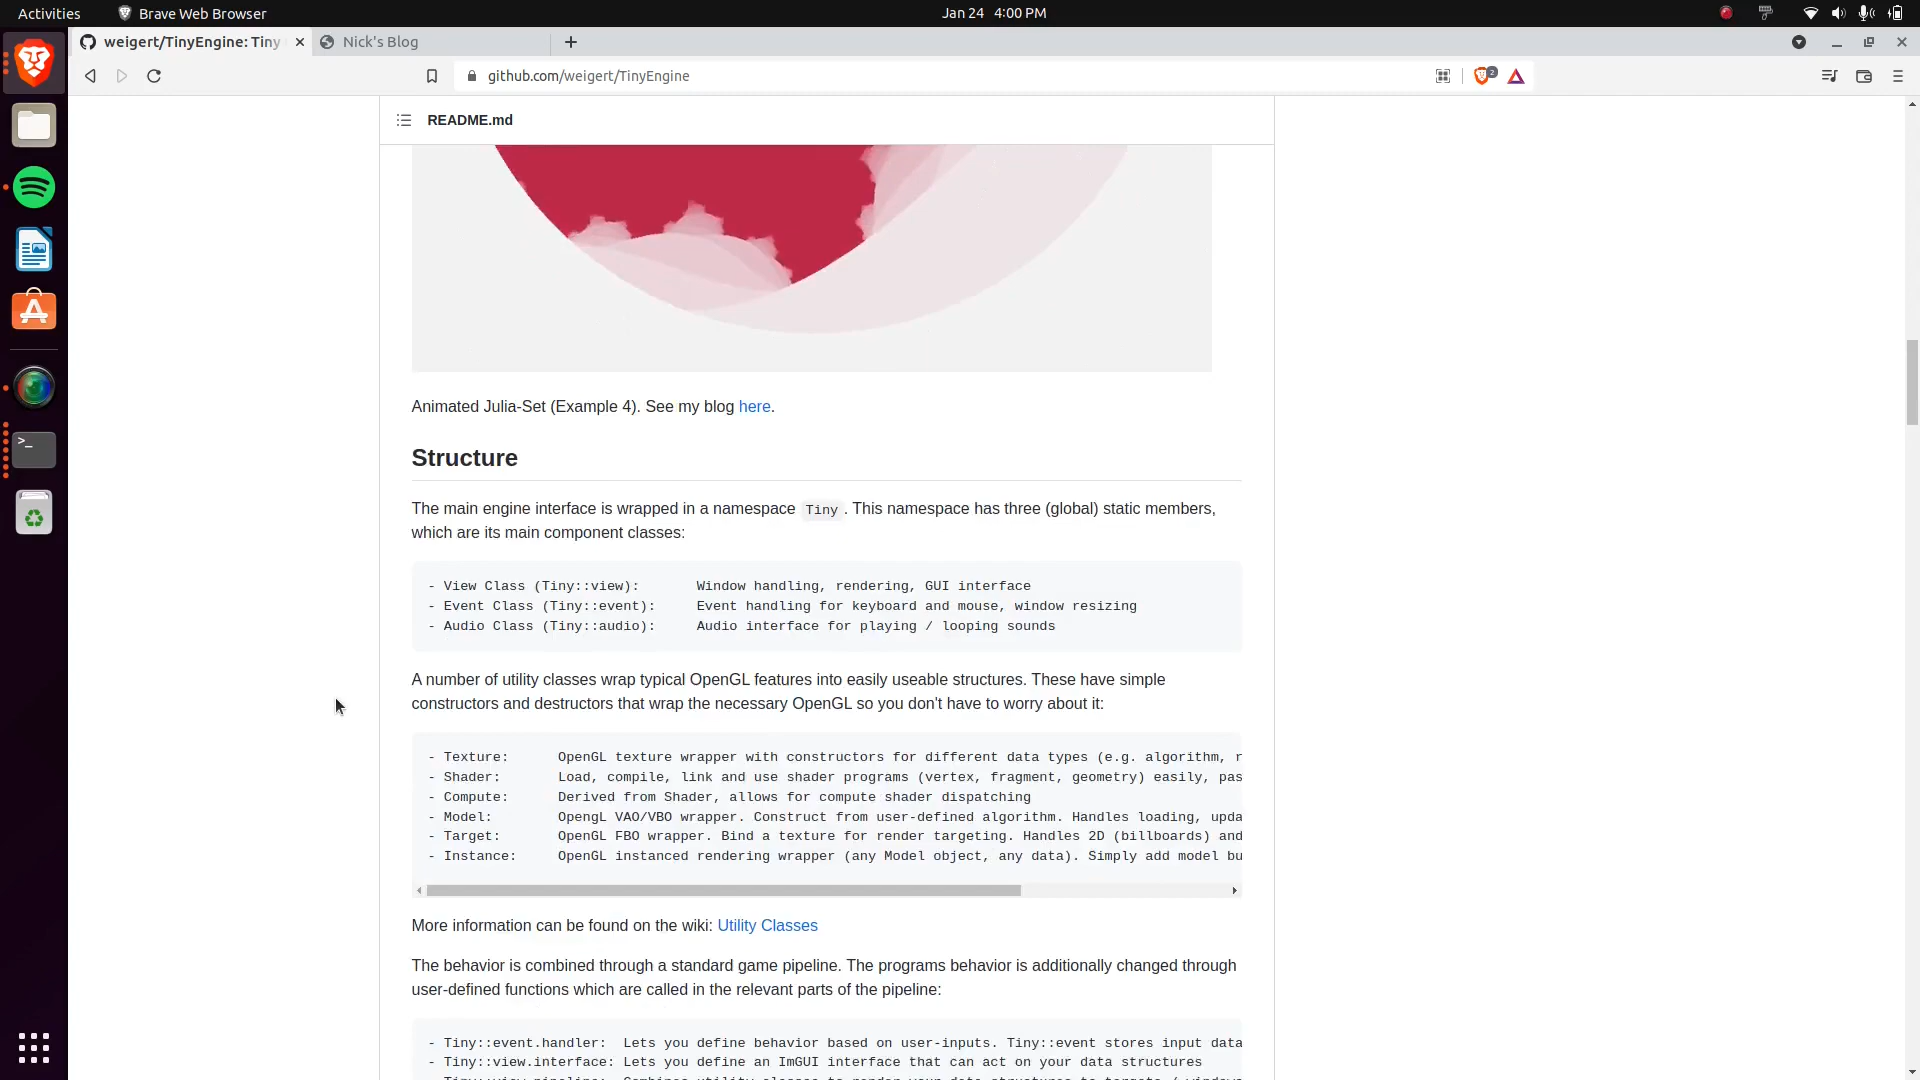 Activities
Brave Web Browser
Jan 24 4:00 PM
weigert/TinyEngine: Tiny
Nick's Blog
github.com/weigert/TinyEngine
2
README.md
Animated Julia-Set (Example 4). See my blog here.
Structure
The main engine interface is wrapped in a namespace Tiny . This namespace has three (global) static members,
which are its main component classes:
- View Class (Tiny::view): Window handling, rendering, GUI interface
- Event Class (Tiny::event): Event handling for keyboard and mouse, window resizing
- Audio Class (Tiny::audio): Audio interface for playing / looping sounds
A number of utility classes wrap typical OpenGL features into easily useable structures. These have simple
constructors and destructors that wrap the necessary OpenGL so you don't have to worry about it:
- Texture: OpenGL texture wrapper with constructors for different data types (e.g. algorithm, r
- Shader: Load, compile, link and use shader programs (vertex, fragment, geometry) easily, pas
- Compute: Derived from Shader, allows for compute shader dispatching
- Model: OpengL VAO/VBO wrapper. Construct from user-defined algorithm. Handles loading, upda
- Target: OpenGL FBO wrapper. Bind a texture for render targeting. Handles 2D (billboards) and
- Instance: OpenGL instanced rendering wrapper (any Model object, any data). Simply add model bu
More information can be found on the wiki: Utility Classes
The behavior is combined through a standard game pipeline. The programs behavior is additionally changed through
user-defined functions which are called in the relevant parts of the pipeline:
- Tiny::event.handler: Lets you define behavior based on user-inputs. Tiny::event stores input data
- Tiny::view.interface: Lets you define an ImGUI interface that can act on your data structures